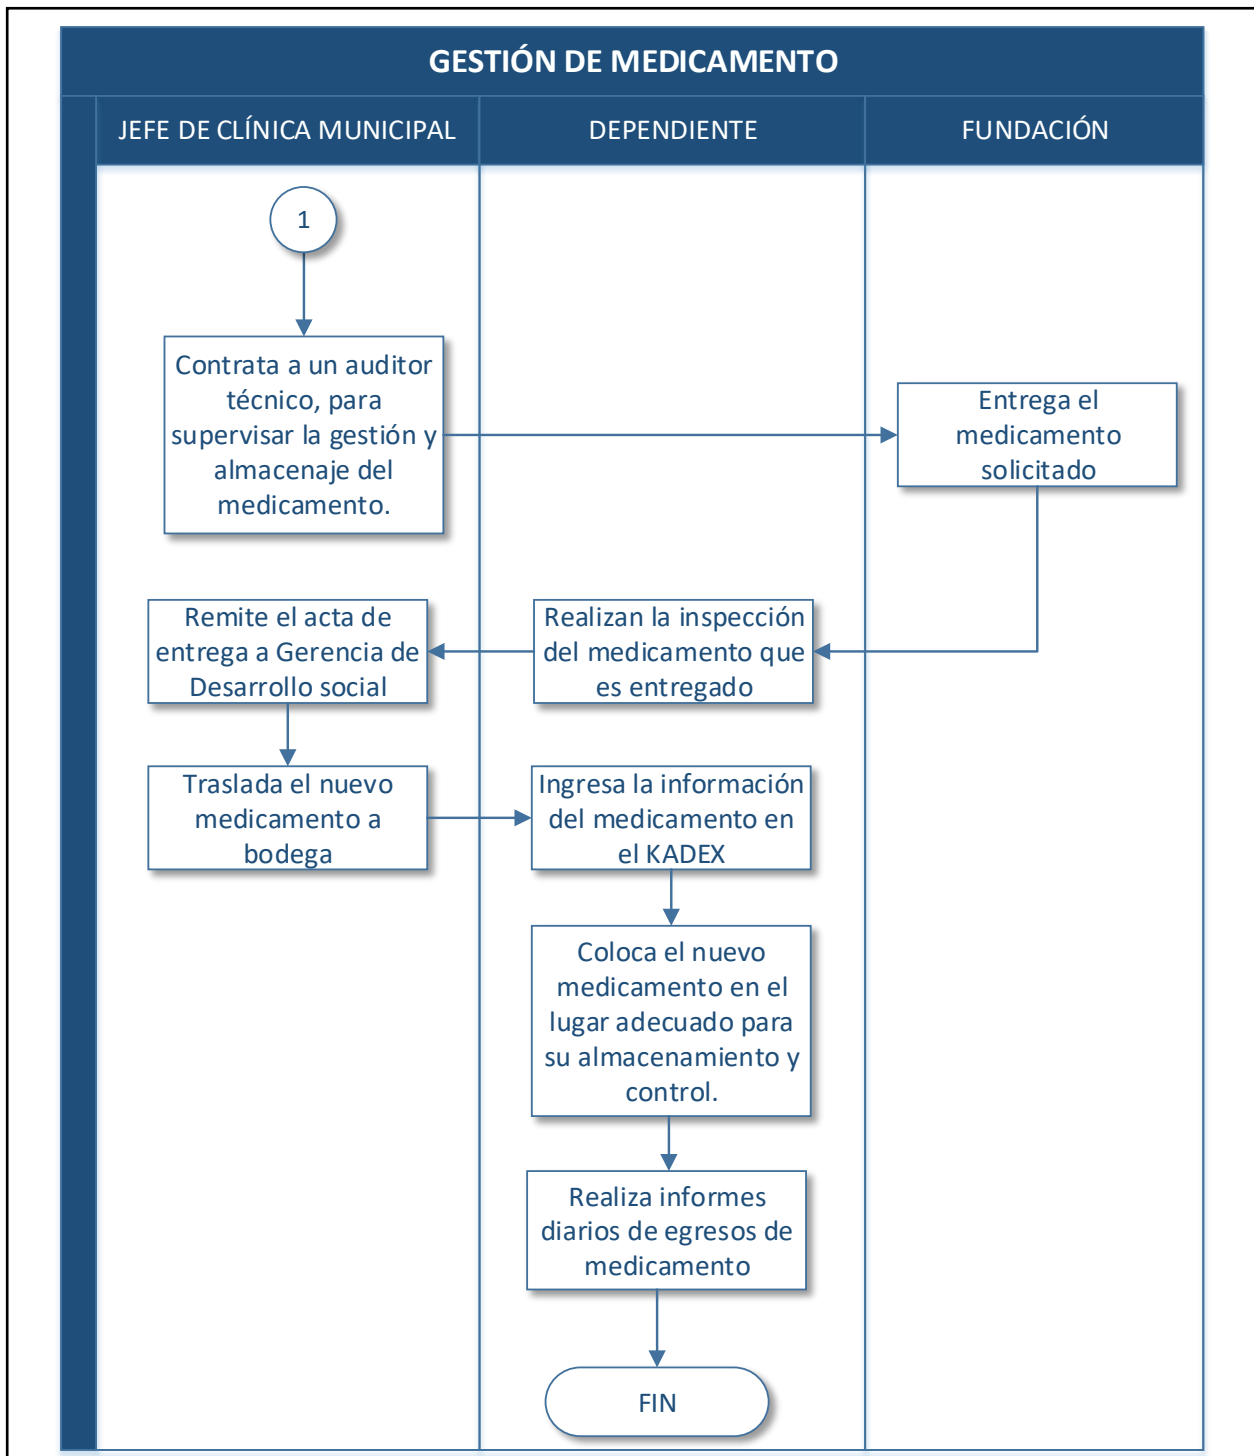 GESTIÓN DE MEDICAMENTO
JEFE DE CLÍNICA MUNICIPAL
DEPENDIENTE
FUNDACIÓN
1
Contrata a un auditor
técnico, para
supervisar la gestión y
almacenaje del
medicamento.
Entrega el
medicamento
solicitado
Remite el acta de
entrega a Gerencia de
Desarrollo social
Realizan la inspección
del medicamento que
es entregado
Traslada el nuevo
medicamento a
bodega
Ingresa la información
del medicamento en
el KADEX
Coloca el nuevo
medicamento en el
lugar adecuado para
su almacenamiento y
control.
Realiza informes
diarios de egresos de
medicamento
FIN